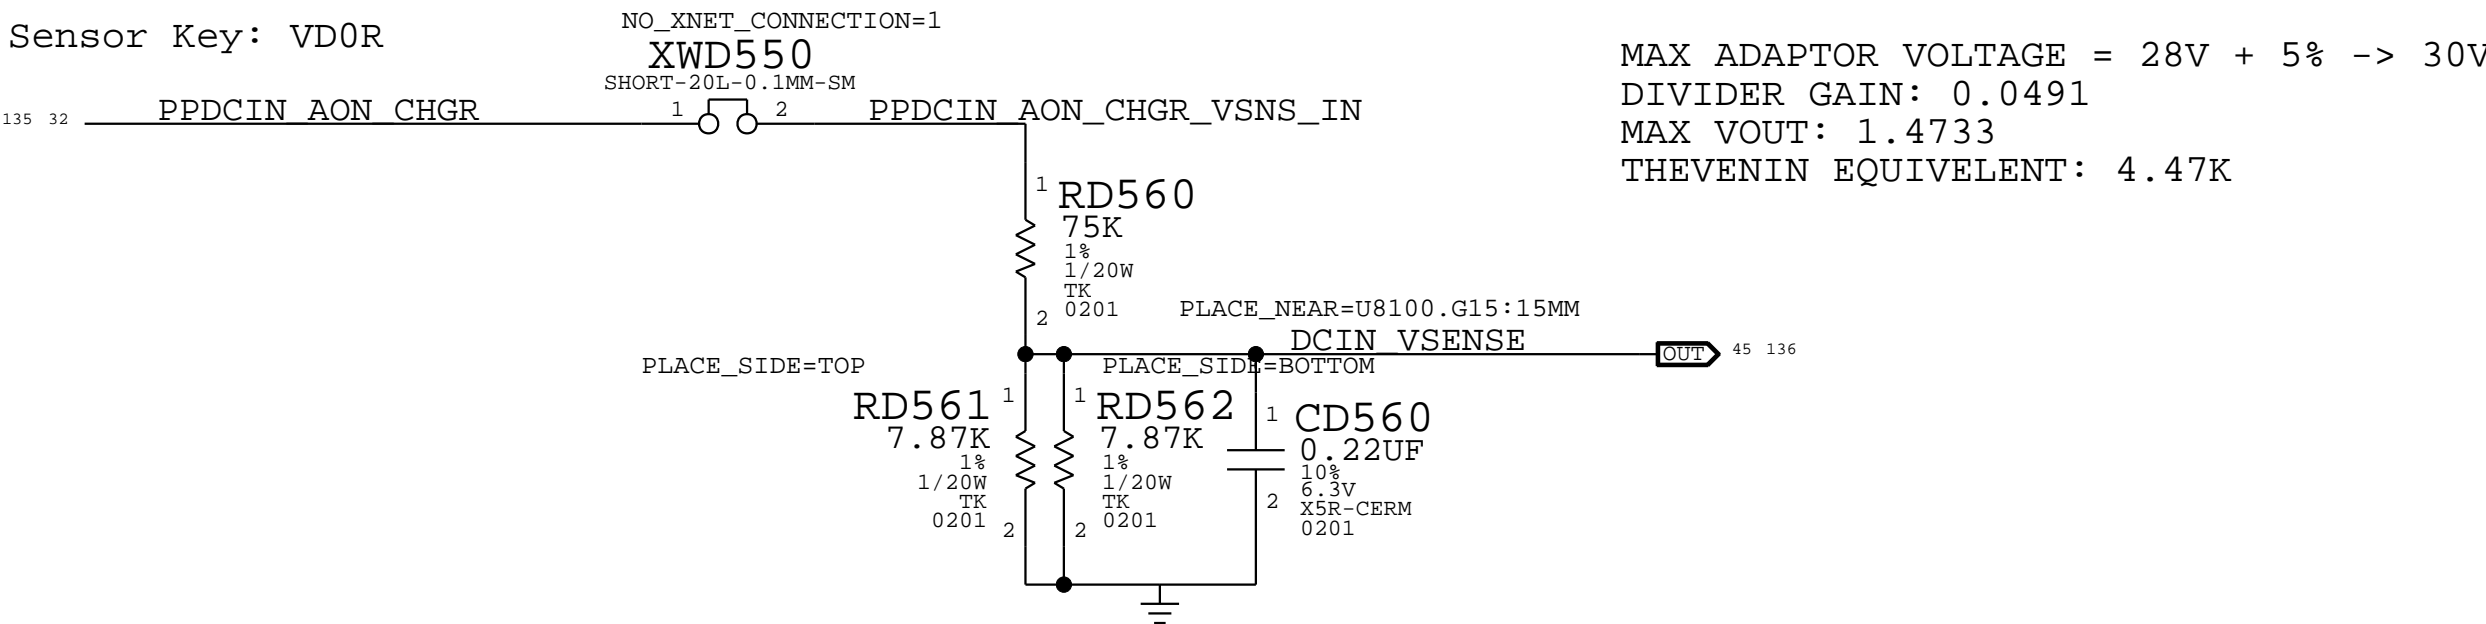 Sensor Key: VD0R
NO_XNET_CONNECTION=1
XWD550
SHORT-20L-0.1MM-SM
MAX ADAPTOR VOLTAGE = 28V + 5% -> 30V
DIVIDER GAIN: 0.0491
MAX VOUT: 1.4733
THEVENIN EQUIVELENT: 4.47K
135 32 PPDCIN_AON_CHGR 1 2 PPDCIN_AON_CHGR_VSNS_IN
1 RD560
75K
1%
1/20W
TK
0201
2
PLACE_NEAR=U8100.G15:15MM
DCIN_VSENSE
OUT 45 136
PLACE_SIDE=TOP
PLACE_SIDE=BOTTOM
RD561 1
7.87K
1%
1/20W
TK
0201 2
1 RD562
7.87K
1%
1/20W
TK
2 0201
1 CD560
0.22UF
10%
6.3V
2 X5R-CERM
0201